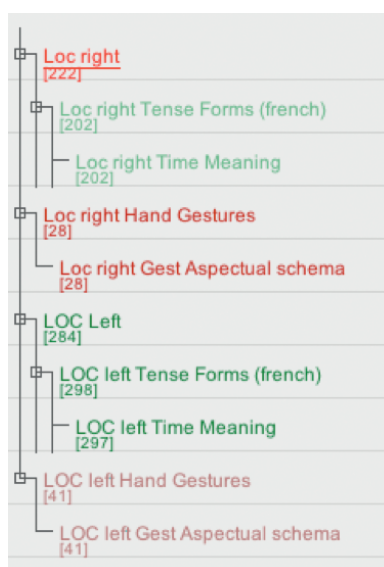 Loc right
[222]
Loc right Tense Forms (french)
[202]
Loc right Time Meaning
[202]
Loc right Hand Gestures
[28]
Loc right Gest Aspectual schema
[28]
LOC Left
[284]
LOC left Tense Forms (french)
[298]
LOC left Time Meaning
[297]
LOC left Hand Gestures
[41]
LOC left Gest Aspectual schema
[41]